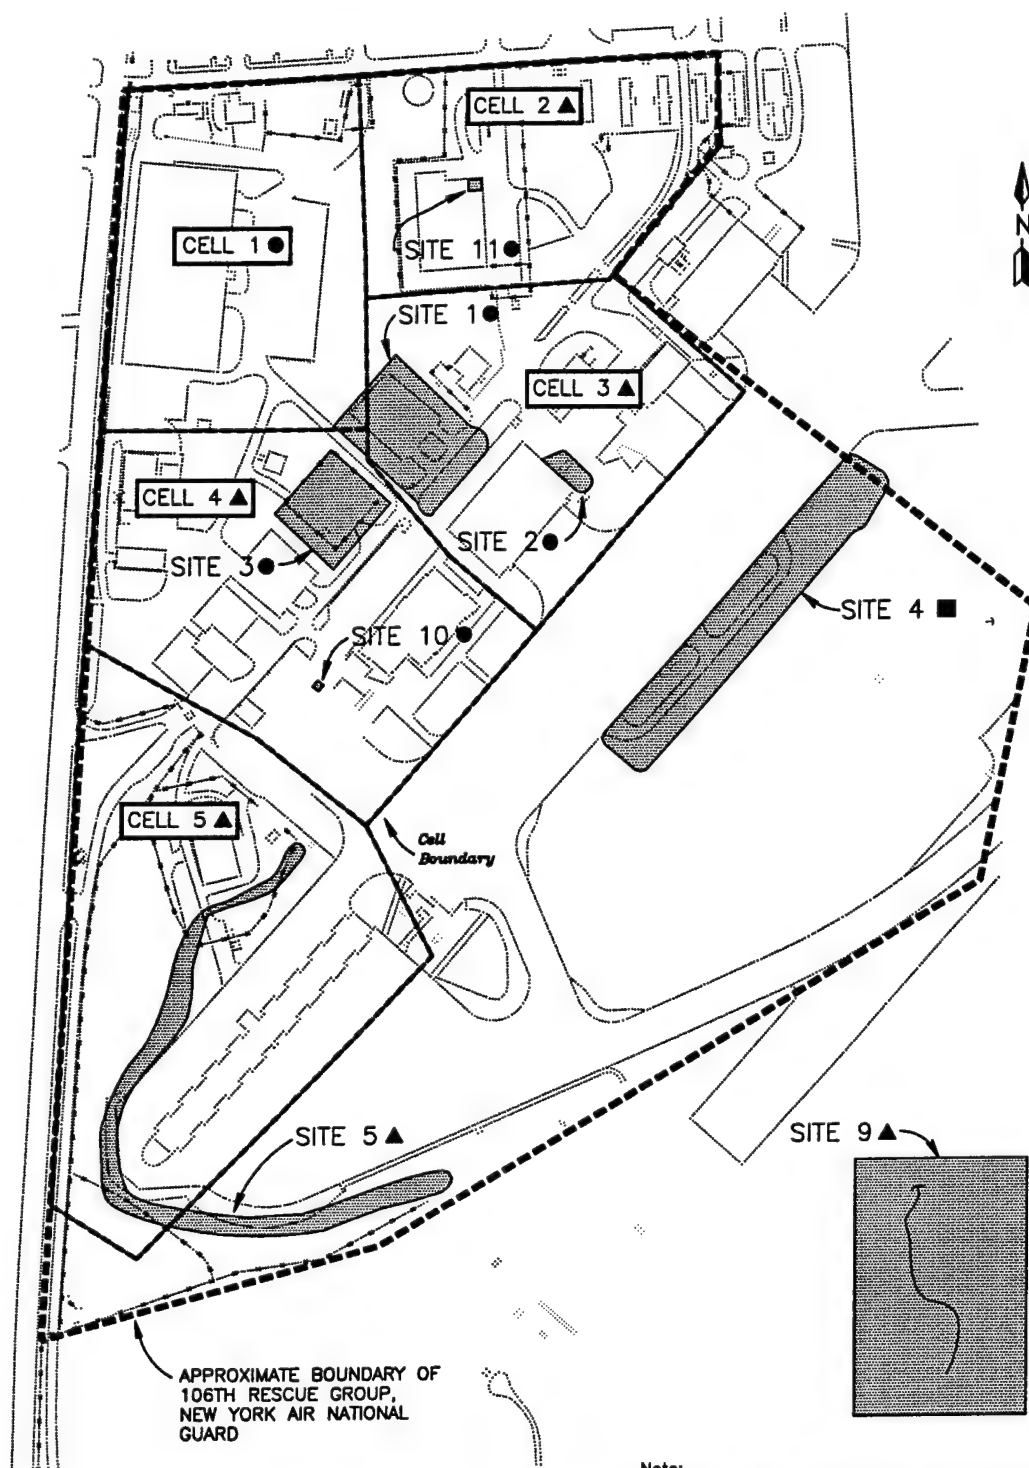 CELL 2▲
N
CELL 1●
SITE 11●
SITE 1●
CELL 3▲
CELL 4▲
SITE 2●
SITE 3●
SITE 4■
SITE 10●
CELL 5▲
Cell
Boundary
SITE 5▲
SITE 9▲
APPROXIMATE BOUNDARY OF
106TH RESCUE GROUP,
NEW YORK AIR NATIONAL
GUARD
Note: